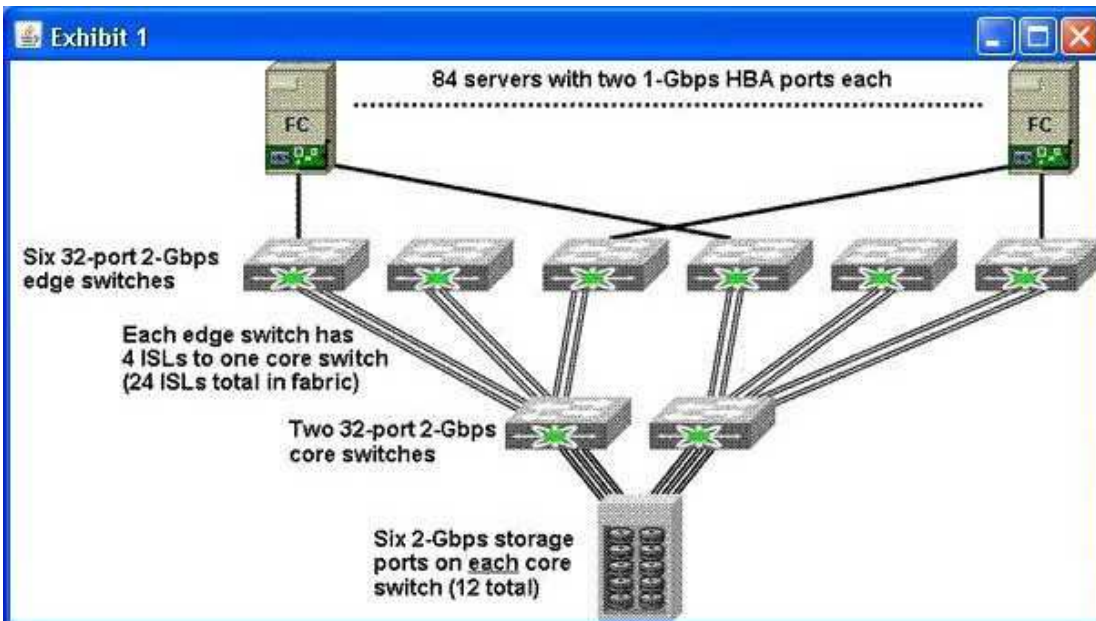 Exhibit 1
84 servers with two 1-Gbps HBA ports each
FC
FC
Six 32-port 2-Gbps
edge switches
Each edge switch has
4 ISLs to one core switch
(24 ISLs total in fabric)
Two 32-port 2-Gbps
core switches
Six 2-Gbps storage
ports on each core
switch (12 total)